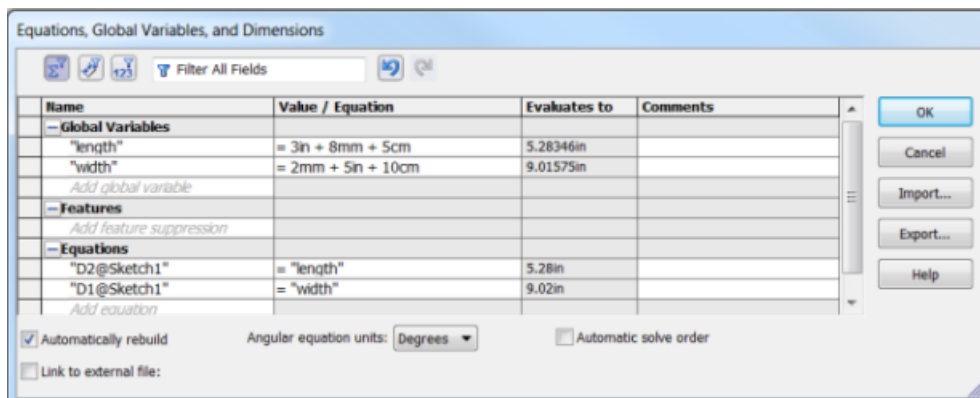 Equations, Global Variables, and Dimensions
Filter All Fields
Name Value / Equation Evaluates to Comments
Global Variables
"length" = 3in + 8mm + 5cm 5.28346in
"width" = 2mm + 5in + 10cm 9.01575in
Add global variable
Features
Add feature suppression
Equations
"D2@Sketch1" = "length" 5.28in
"D1@Sketch1" = "width" 9.02in
Add equation
OK
Cancel
Import...
Export...
Help
Automatically rebuild Angular equation units: Degrees Automatic solve order
Link to external file: